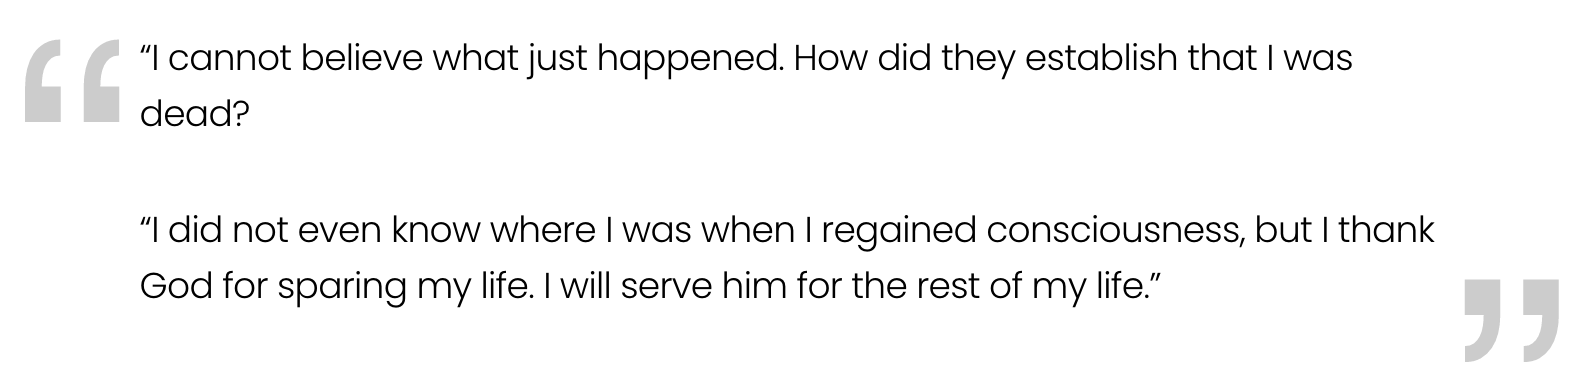 “I cannot believe what just happened. How did they establish that I was
dead?
“I did not even know where I was when I regained consciousness, but I thank
God for sparing my life. I will serve him for the rest of my life.”